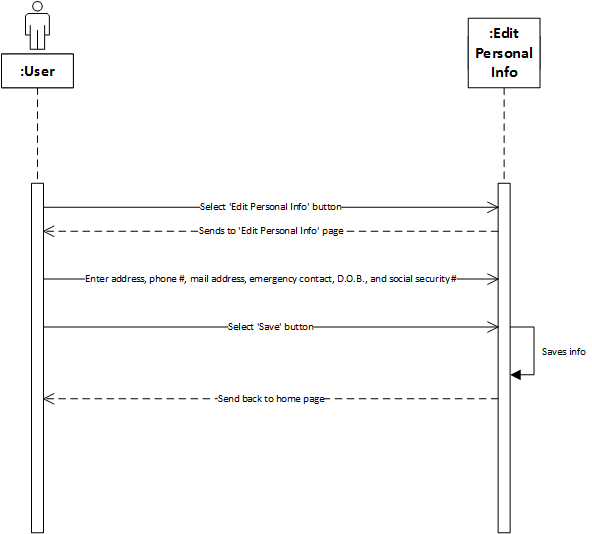 :User
:Edit
Personal
Info
Select 'Edit Personal Info' button
Sends to 'Edit Personal Info' page
Enter address, phone #, mail address, emergency contact, D.O.B., and social security#
Select 'Save' button
Saves info
Send back to home page